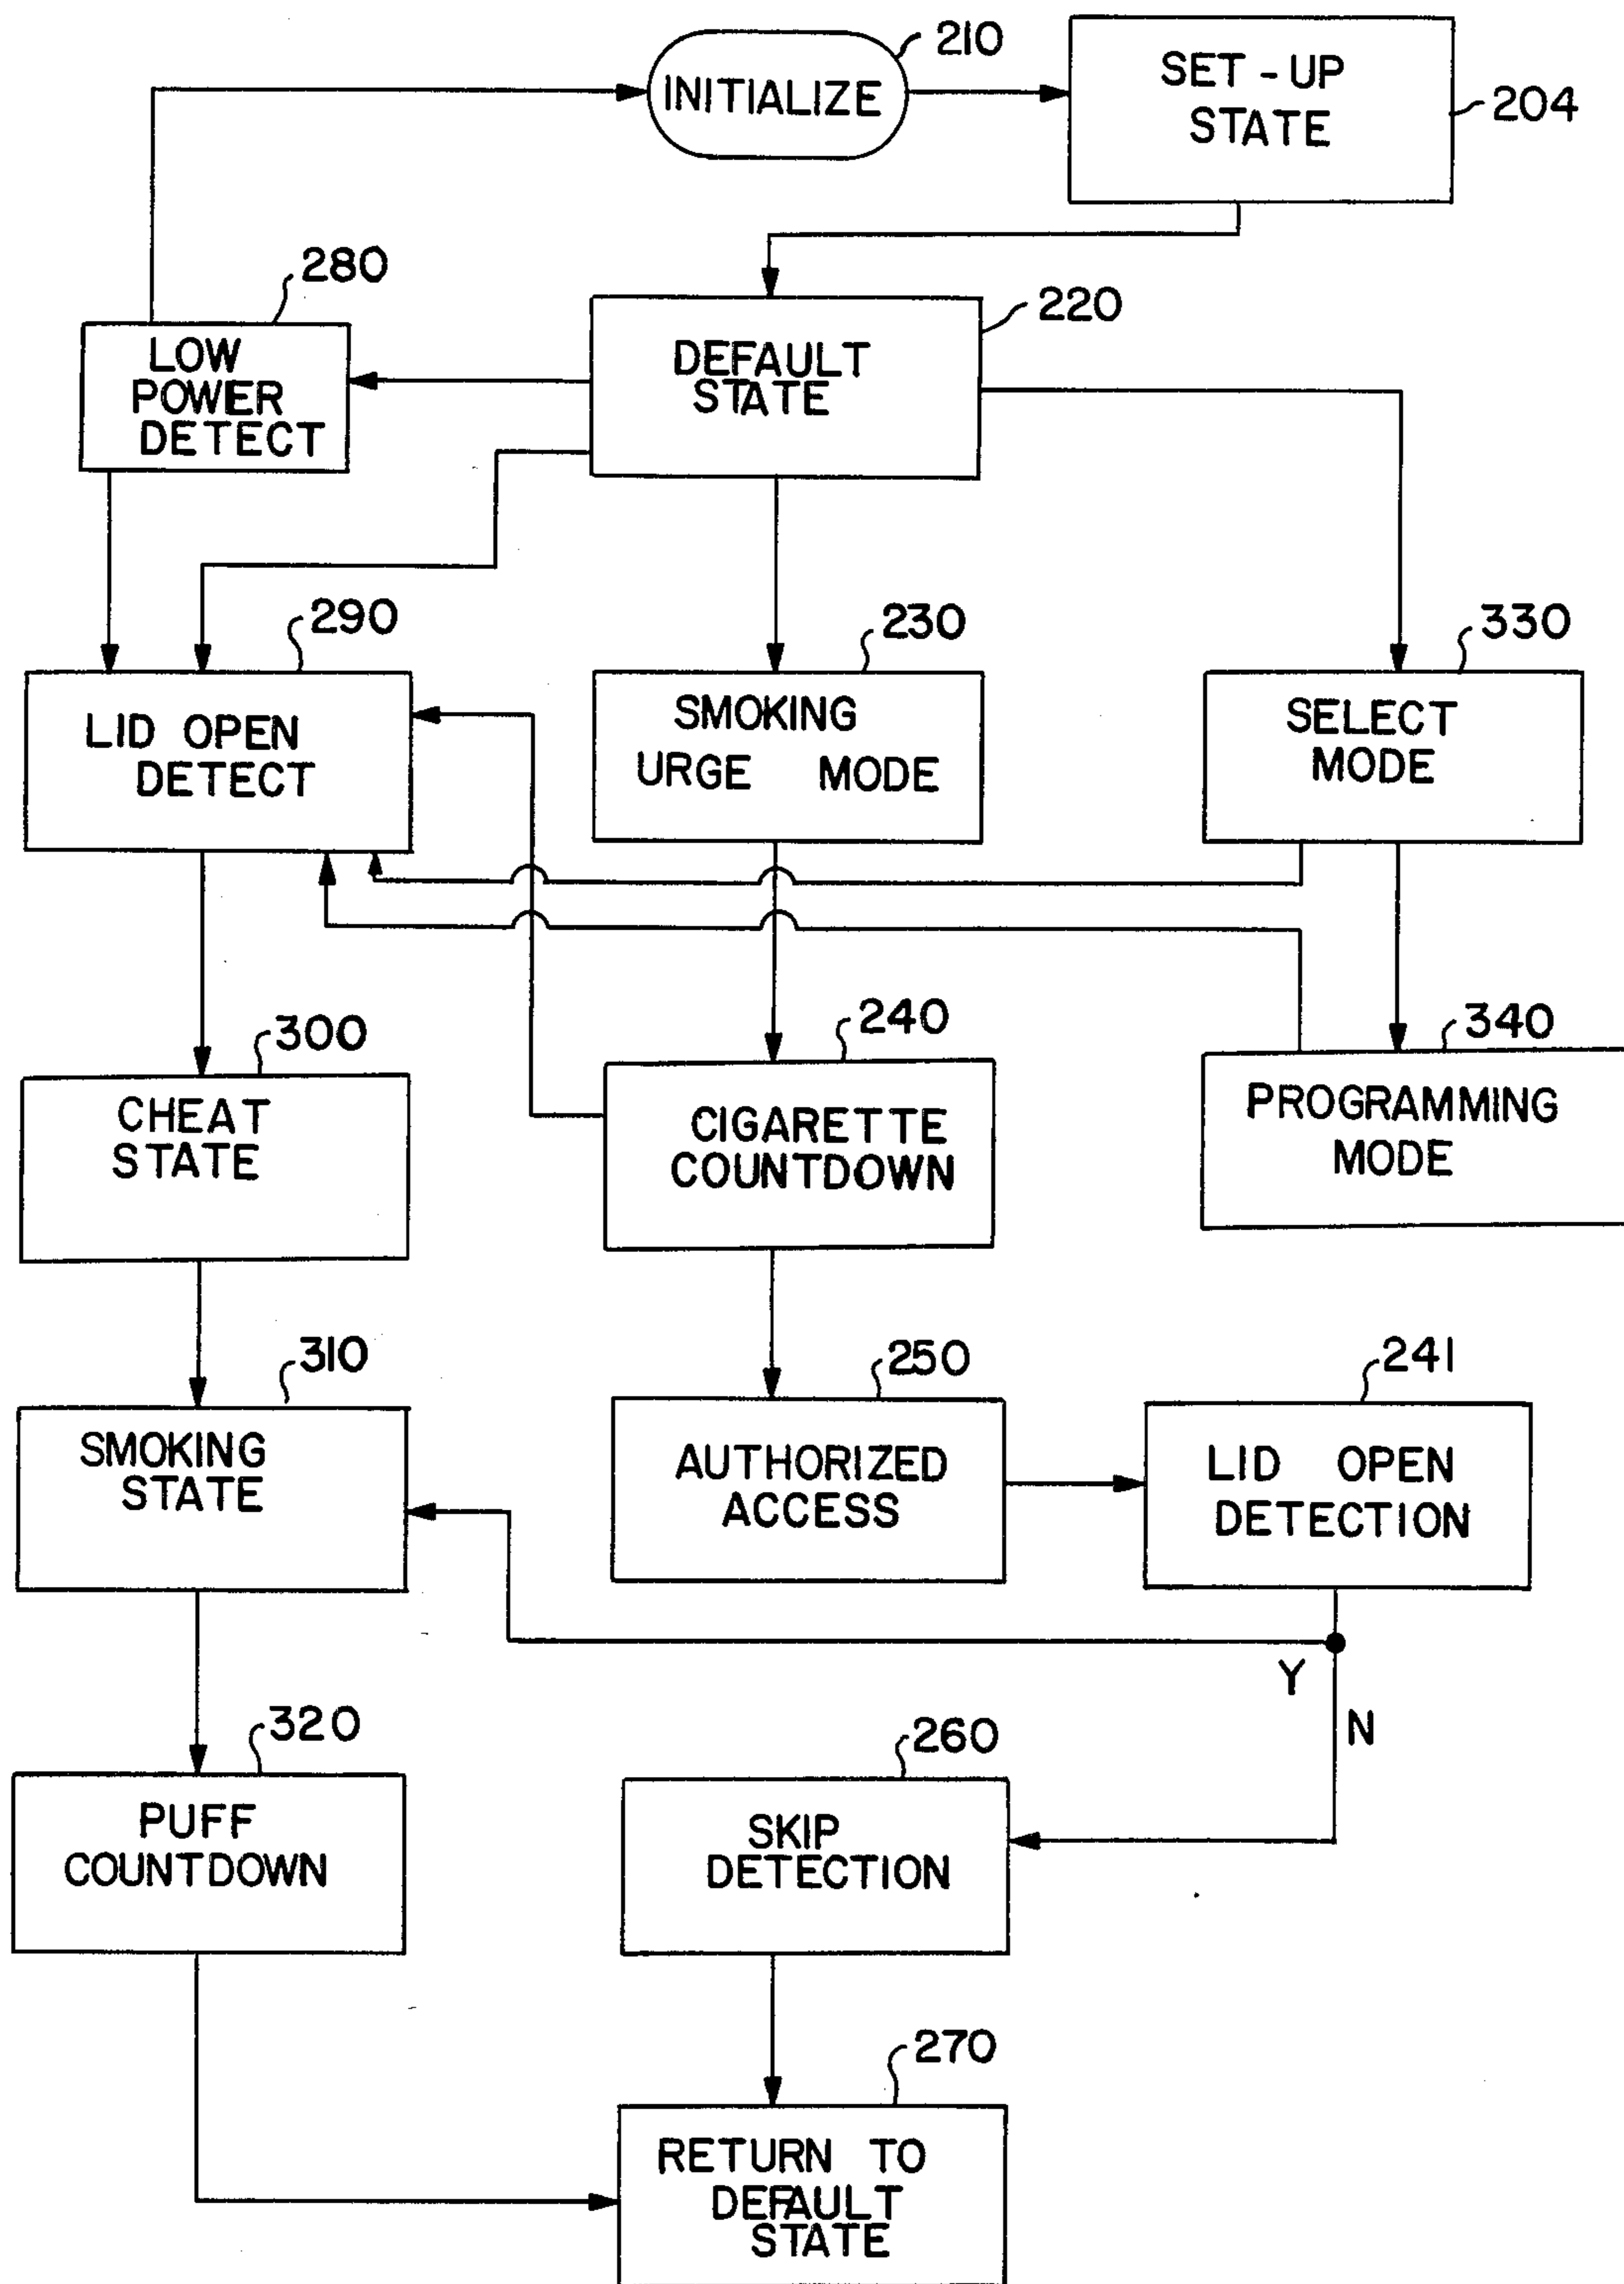 210
INITIALIZE
SET-UP
STATE
204
280
LOW
POWER
DETECT
220
DEFAULT
STATE
290
LID OPEN
DETECT
230
SMOKING
URGE MODE
330
SELECT
MODE
300
CHEAT
STATE
240
CIGARETTE
COUNTDOWN
340
PROGRAMMING
MODE
310
SMOKING
STATE
250
AUTHORIZED
ACCESS
241
LID OPEN
DETECTION
Y
N
320
PUFF
COUNTDOWN
260
SKIP
DETECTION
270
RETURN TO
DEFAULT
STATE